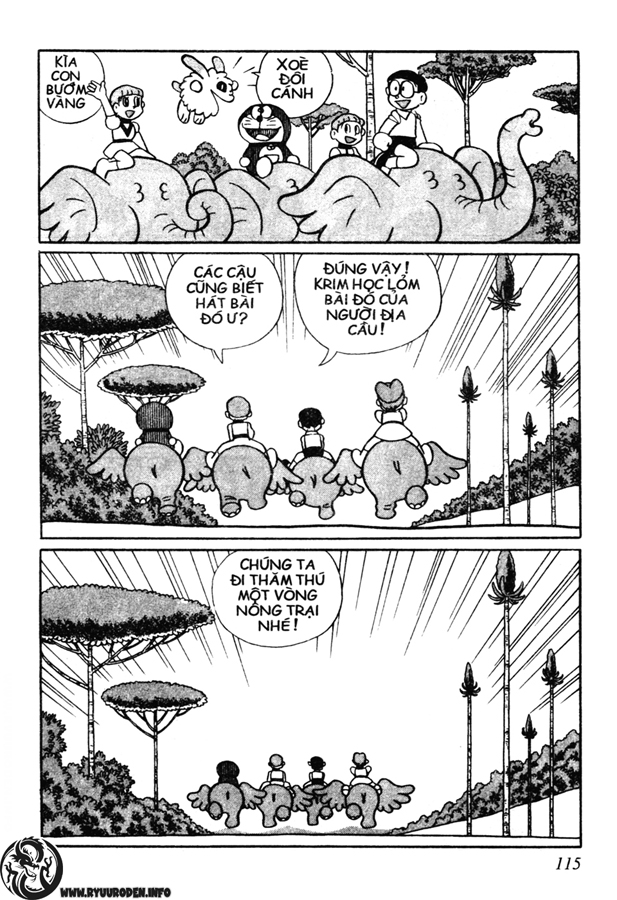 KÌA
CON
BƯỚM
VÀNG
XOÈ
ĐÔI
CÁNH
CÁC CẬU
CŨNG BIẾT
HÁT BÀI
ĐÓ Ư?
ĐÚNG VẬY!
KRIM HỌC LỎM
BÀI ĐÓ CỦA
NGƯỜI ĐỊA
CẦU!
CHÚNG TA
ĐI THĂM THÚ
MỘT VÒNG
NÔNG TRẠI
NHÉ!
115
WWW.RYUURODEN.INFO